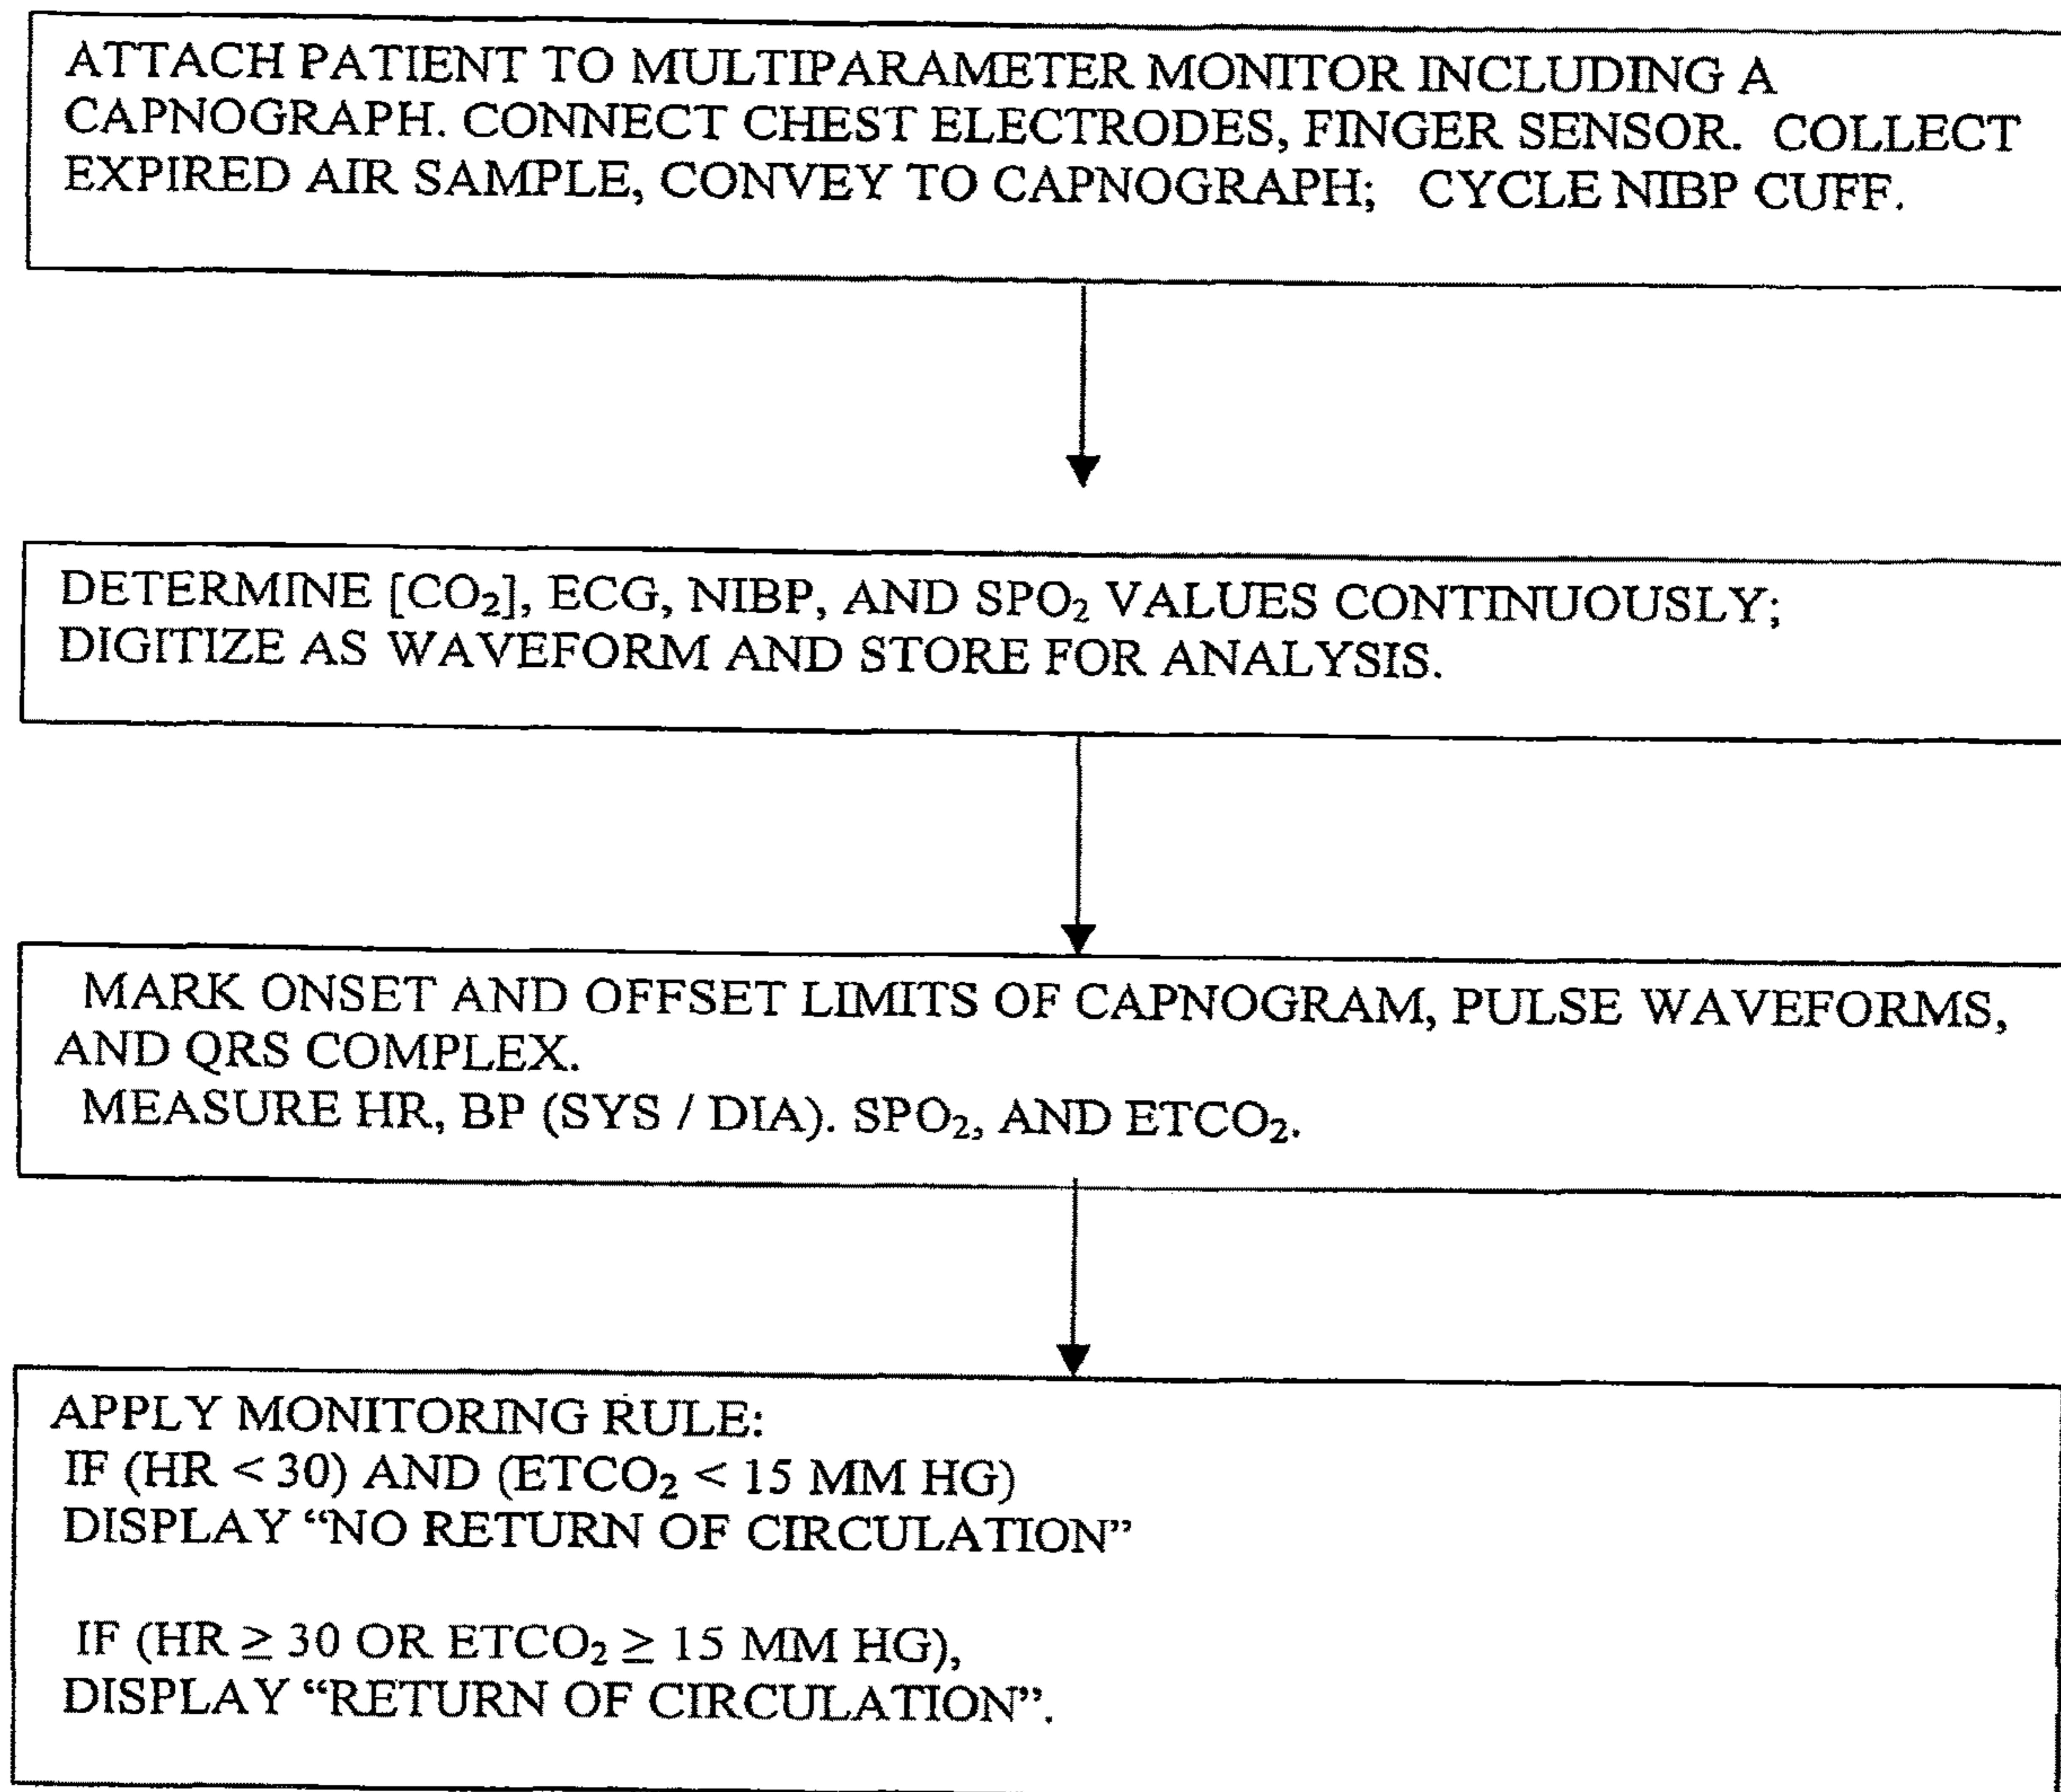 ATTACH PATIENT TO MULTIPARAMETER MONITOR INCLUDING A
CAPNOGRAPH. CONNECT CHEST ELECTRODES, FINGER SENSOR. COLLECT
EXPIRED AIR SAMPLE, CONVEY TO CAPNOGRAPH; CYCLE NIBP CUFF.
DETERMINE [CO₂], ECG, NIBP, AND SPO₂ VALUES CONTINUOUSLY;
DIGITIZE AS WAVEFORM AND STORE FOR ANALYSIS.
MARK ONSET AND OFFSET LIMITS OF CAPNOGRAM, PULSE WAVEFORMS,
AND QRS COMPLEX.
MEASURE HR, BP (SYS / DIA). SPO₂, AND ETCO₂.
APPLY MONITORING RULE:
IF (HR < 30) AND (ETCO₂ < 15 MM HG)
DISPLAY “NO RETURN OF CIRCULATION”
IF (HR ≥ 30 OR ETCO₂ ≥ 15 MM HG),
DISPLAY “RETURN OF CIRCULATION”.